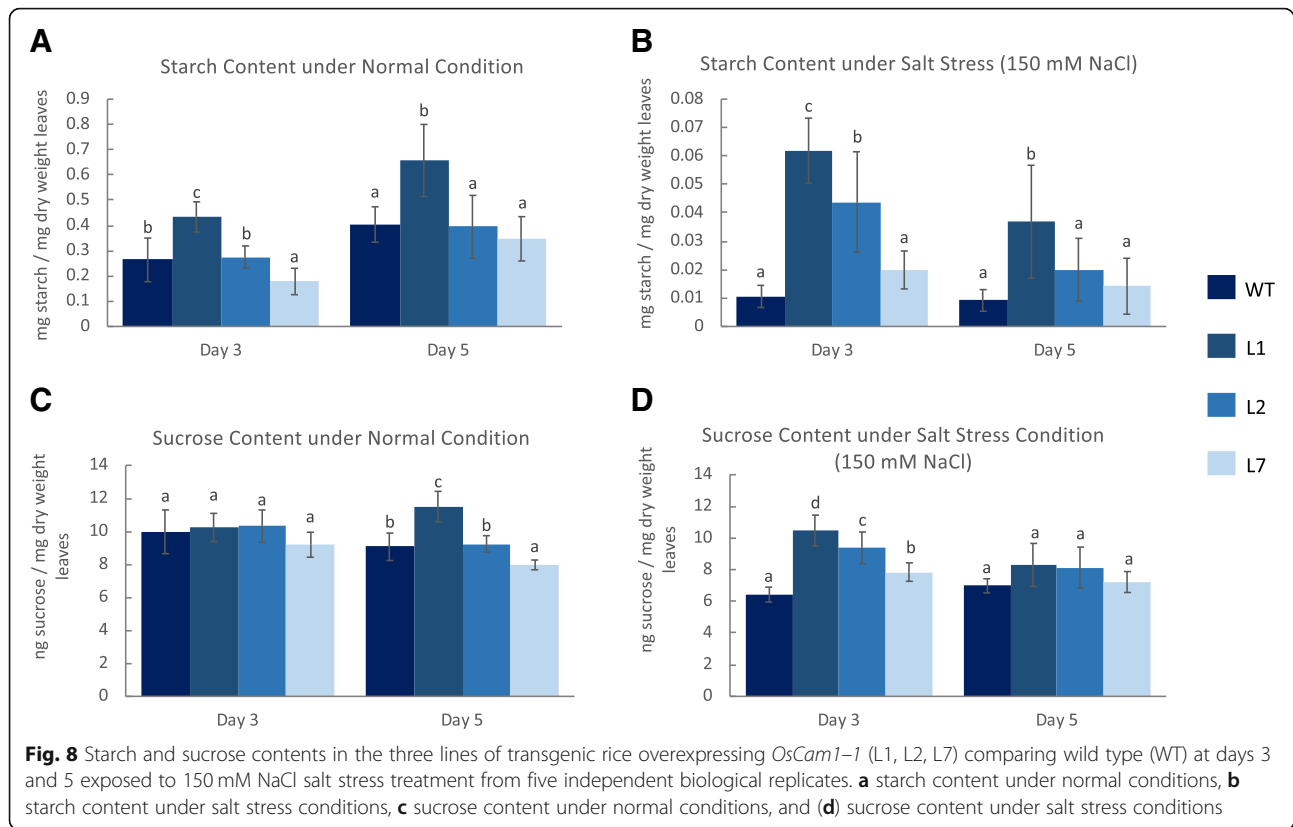 A
Starch Content under Normal Condition
mg starch / mg dry weight leaves
0.9
0.8
0.7
0.6
0.5
0.4
0.3
0.2
0.1
0
b
c
b
a
a
b
a
a
Day 3
Day 5
B
Starch Content under Salt Stress (150 mM NaCl)
mg starch / mg dry weight leaves
0.08
0.07
0.06
0.05
0.04
0.03
0.02
0.01
0
a
c
b
a
a
b
a
a
Day 3
Day 5
WT
L1
L2
L7
C
Sucrose Content under Normal Condition
ng sucrose / mg dry weight
leaves
14
12
10
8
6
4
2
0
a
a
a
a
b
c
b
a
Day 3
Day 5
D
Sucrose Content under Salt Stress Condition
(150 mM NaCl)
ng sucrose / mg dry weight
leaves
14
12
10
8
6
4
2
0
a
d
c
b
a
a
a
a
Day 3
Day 5
Fig. 8 Starch and sucrose contents in the three lines of transgenic rice overexpressing OsCam1–1 (L1, L2, L7) comparing wild type (WT) at days 3
and 5 exposed to 150 mM NaCl salt stress treatment from five independent biological replicates. a starch content under normal conditions, b
starch content under salt stress conditions, c sucrose content under normal conditions, and (d) sucrose content under salt stress conditions